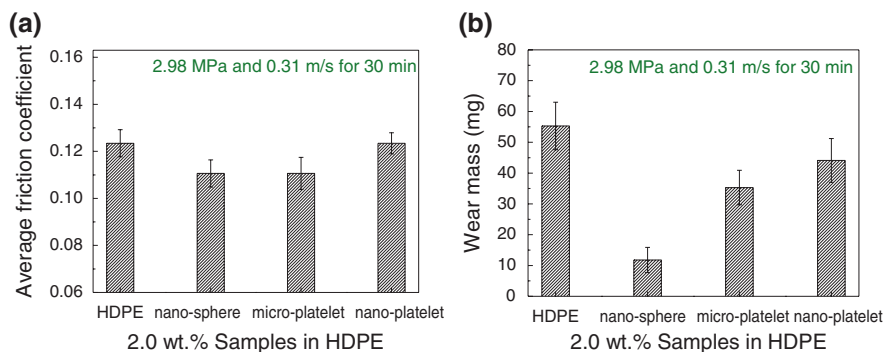 (a)
Average friction coefficient
0.16
0.14
0.12
0.10
0.08
0.06
2.98 MPa and 0.31 m/s for 30 min
HDPE nano-sphere micro-platelet nano-platelet
2.0 wt.% Samples in HDPE
(b)
Wear mass (mg)
80
70
60
50
40
30
20
10
0
2.98 MPa and 0.31 m/s for 30 min
HDPE nano-sphere micro-platelet nano-platelet
2.0 wt.% Samples in HDPE